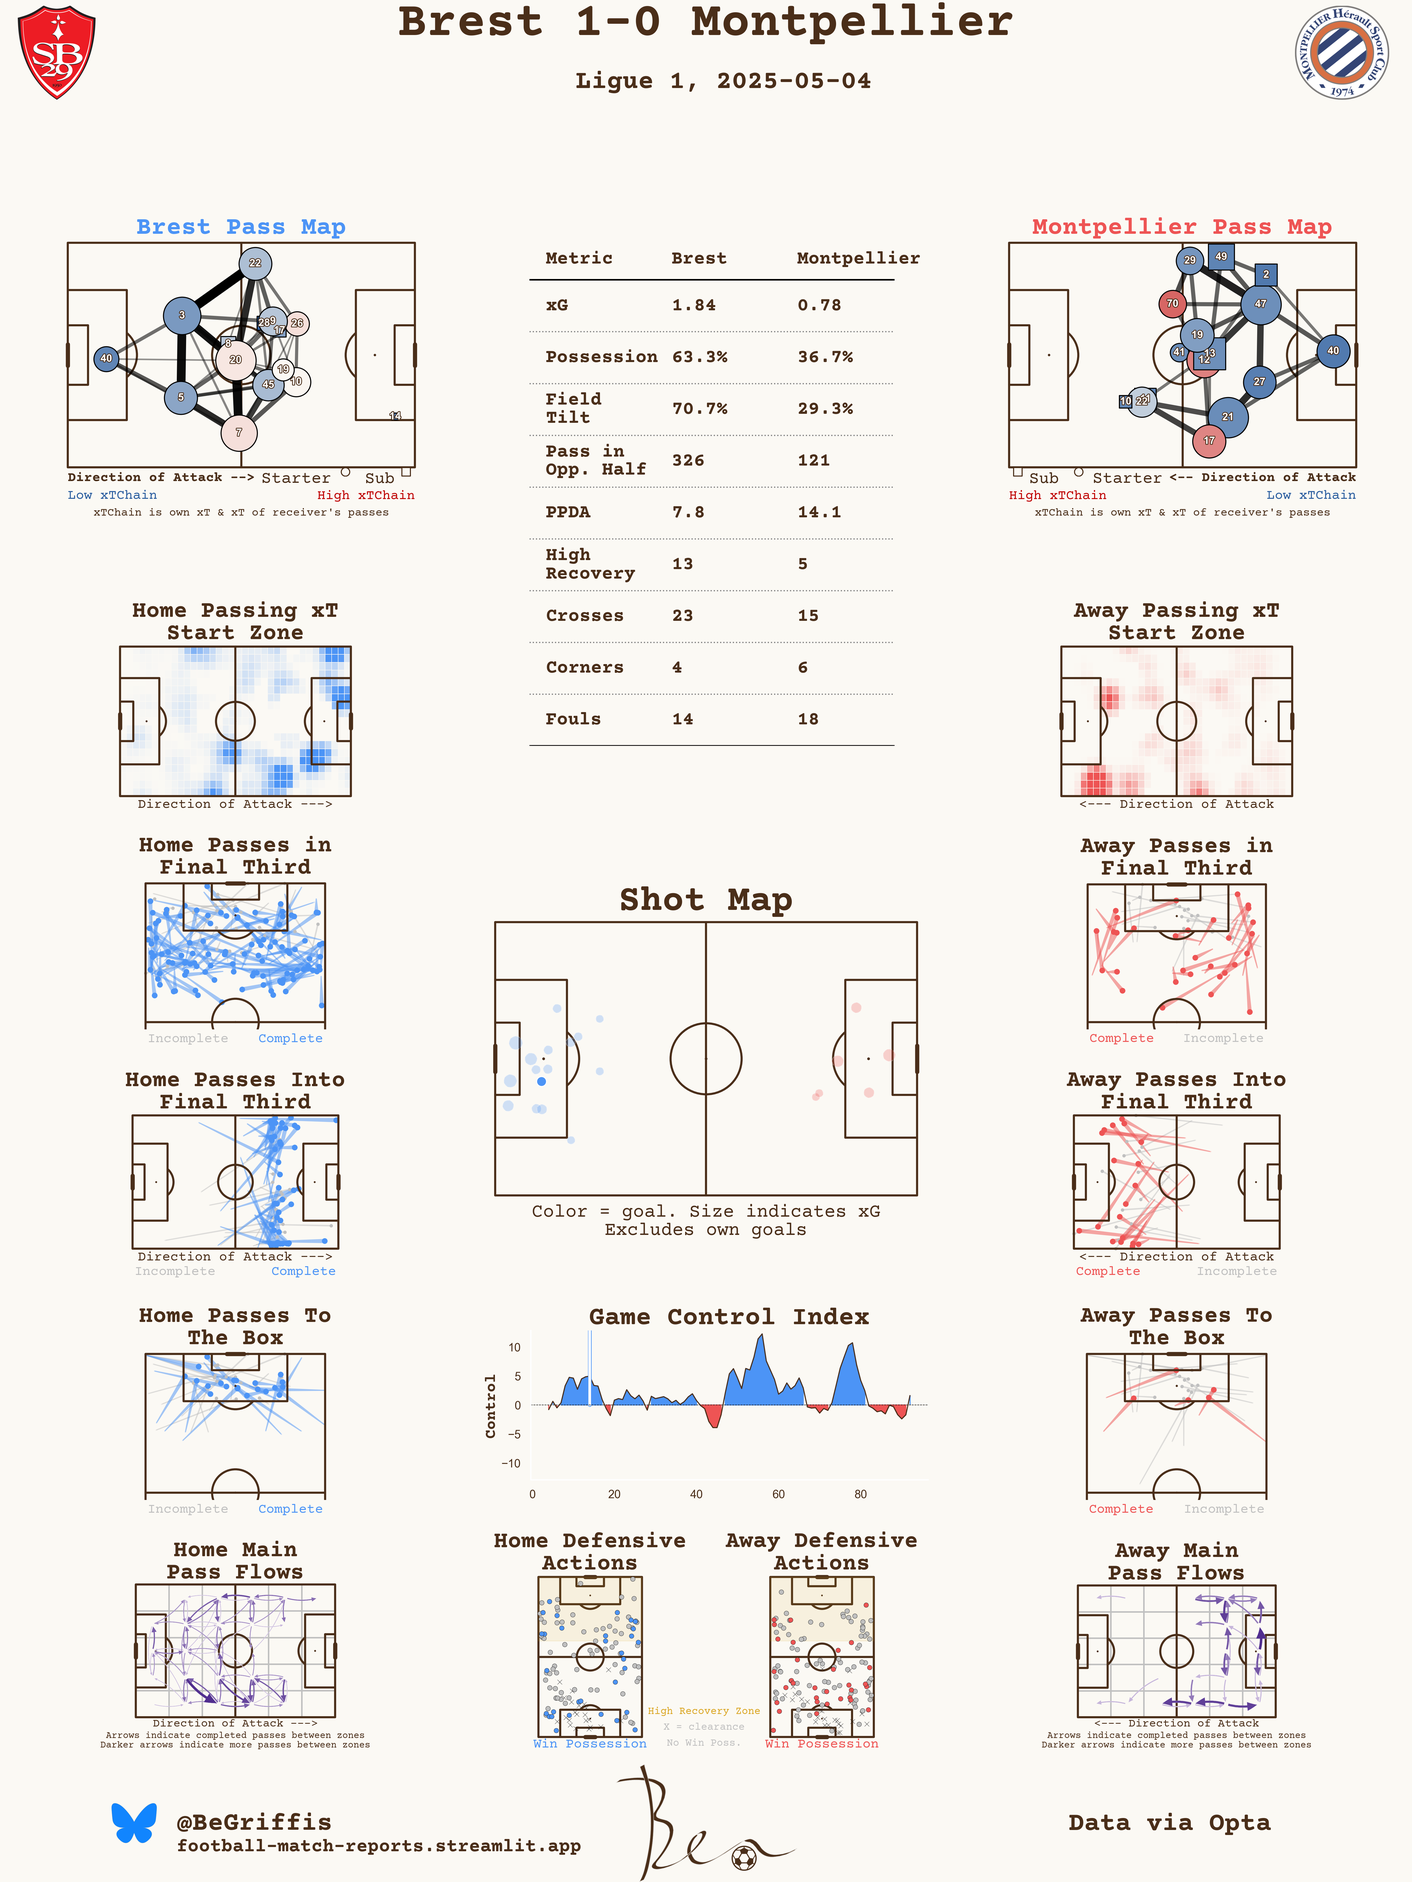 Brest 1-0 Montpellier
Ligue 1, 2025-05-04
SB
29
MONTPELLIER Hérault Sport Club
1974
Brest Pass Map
22
3
28
9
17
26
8
40
20
19
10
45
5
14
7
Direction of Attack --> Starter Sub
Low xTChain High xTChain
xTChain is own xT & xT of receiver's passes
Metric Brest Montpellier
xG 1.84 0.78
Possession 63.3% 36.7%
Field
Tilt 70.7% 29.3%
Pass in
Opp. Half 326 121
PPDA 7.8 14.1
High
Recovery 13 5
Crosses 23 15
Corners 4 6
Fouls 14 18
Montpellier Pass Map
29
49
2
70
47
19
41
13
12
40
27
10
22
21
17
Sub Starter <-- Direction of Attack
High xTChain Low xTChain
xTChain is own xT & xT of receiver's passes
Home Passing xT
Start Zone
Direction of Attack --->
Away Passing xT
Start Zone
<--- Direction of Attack
Home Passes in
Final Third
Incomplete Complete
Away Passes in
Final Third
Complete Incomplete
Shot Map
Color = goal. Size indicates xG
Excludes own goals
Home Passes Into
Final Third
Direction of Attack --->
Incomplete Complete
Away Passes Into
Final Third
<--- Direction of Attack
Complete Incomplete
Home Passes To
The Box
Incomplete Complete
Game Control Index
Control
10
5
0
−5
−10
0 20 40 60 80
Away Passes To
The Box
Complete Incomplete
Home Main
Pass Flows
Direction of Attack --->
Arrows indicate completed passes between zones
Darker arrows indicate more passes between zones
Home Defensive
Actions
Win Possession
Away Defensive
Actions
Win Possession
High Recovery Zone
X = clearance
No Win Poss.
Away Main
Pass Flows
<--- Direction of Attack
Arrows indicate completed passes between zones
Darker arrows indicate more passes between zones
@BeGriffis
football-match-reports.streamlit.app
Ben
Data via Opta